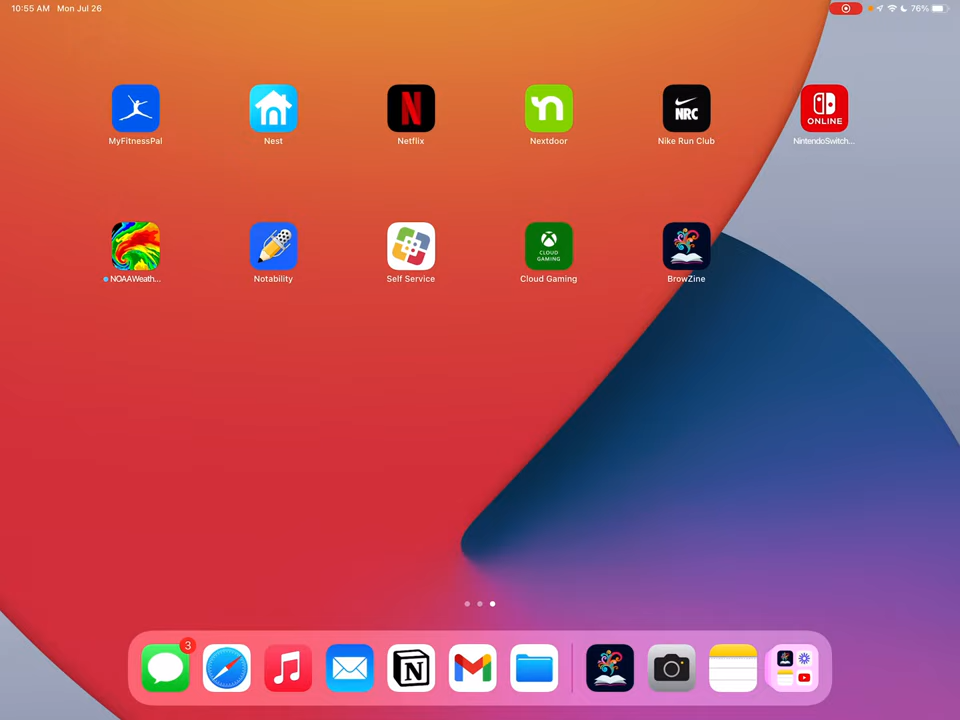 10:55 AM Mon Jul 26
76%
NRC
ONLINE
MyFitnessPal
Nest
Netflix
Nextdoor
Nike Run Club
NintendoSwitch...
CLOUD
GAMING
NOAAWeath...
Notability
Self Service
Cloud Gaming
BrowZine
3